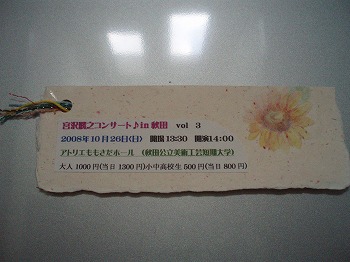 宮沢勝之コンサート♪in 秋田 vol 3
2008年10月26日(日) 開場 13:30 開演14:00
アトリエももさだホール (秋田公立美術工芸短期大学)
大人 1000円(当日 1300円)小中高校生 500円(当日 800円)